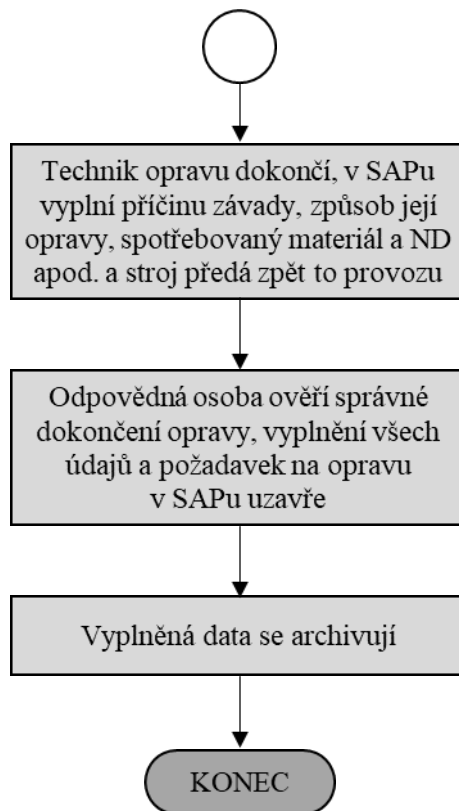 Technik opravu dokončí, v SAPu
vyplní příčinu závady, způsob její
opravy, spotřebovaný materiál a ND
apod. a stroj předá zpět to provozu
Odpovědná osoba ověří správné
dokončení opravy, vyplnění všech
údajů a požadavek na opravu
v SAPu uzavře
Vyplněná data se archivují
KONEC